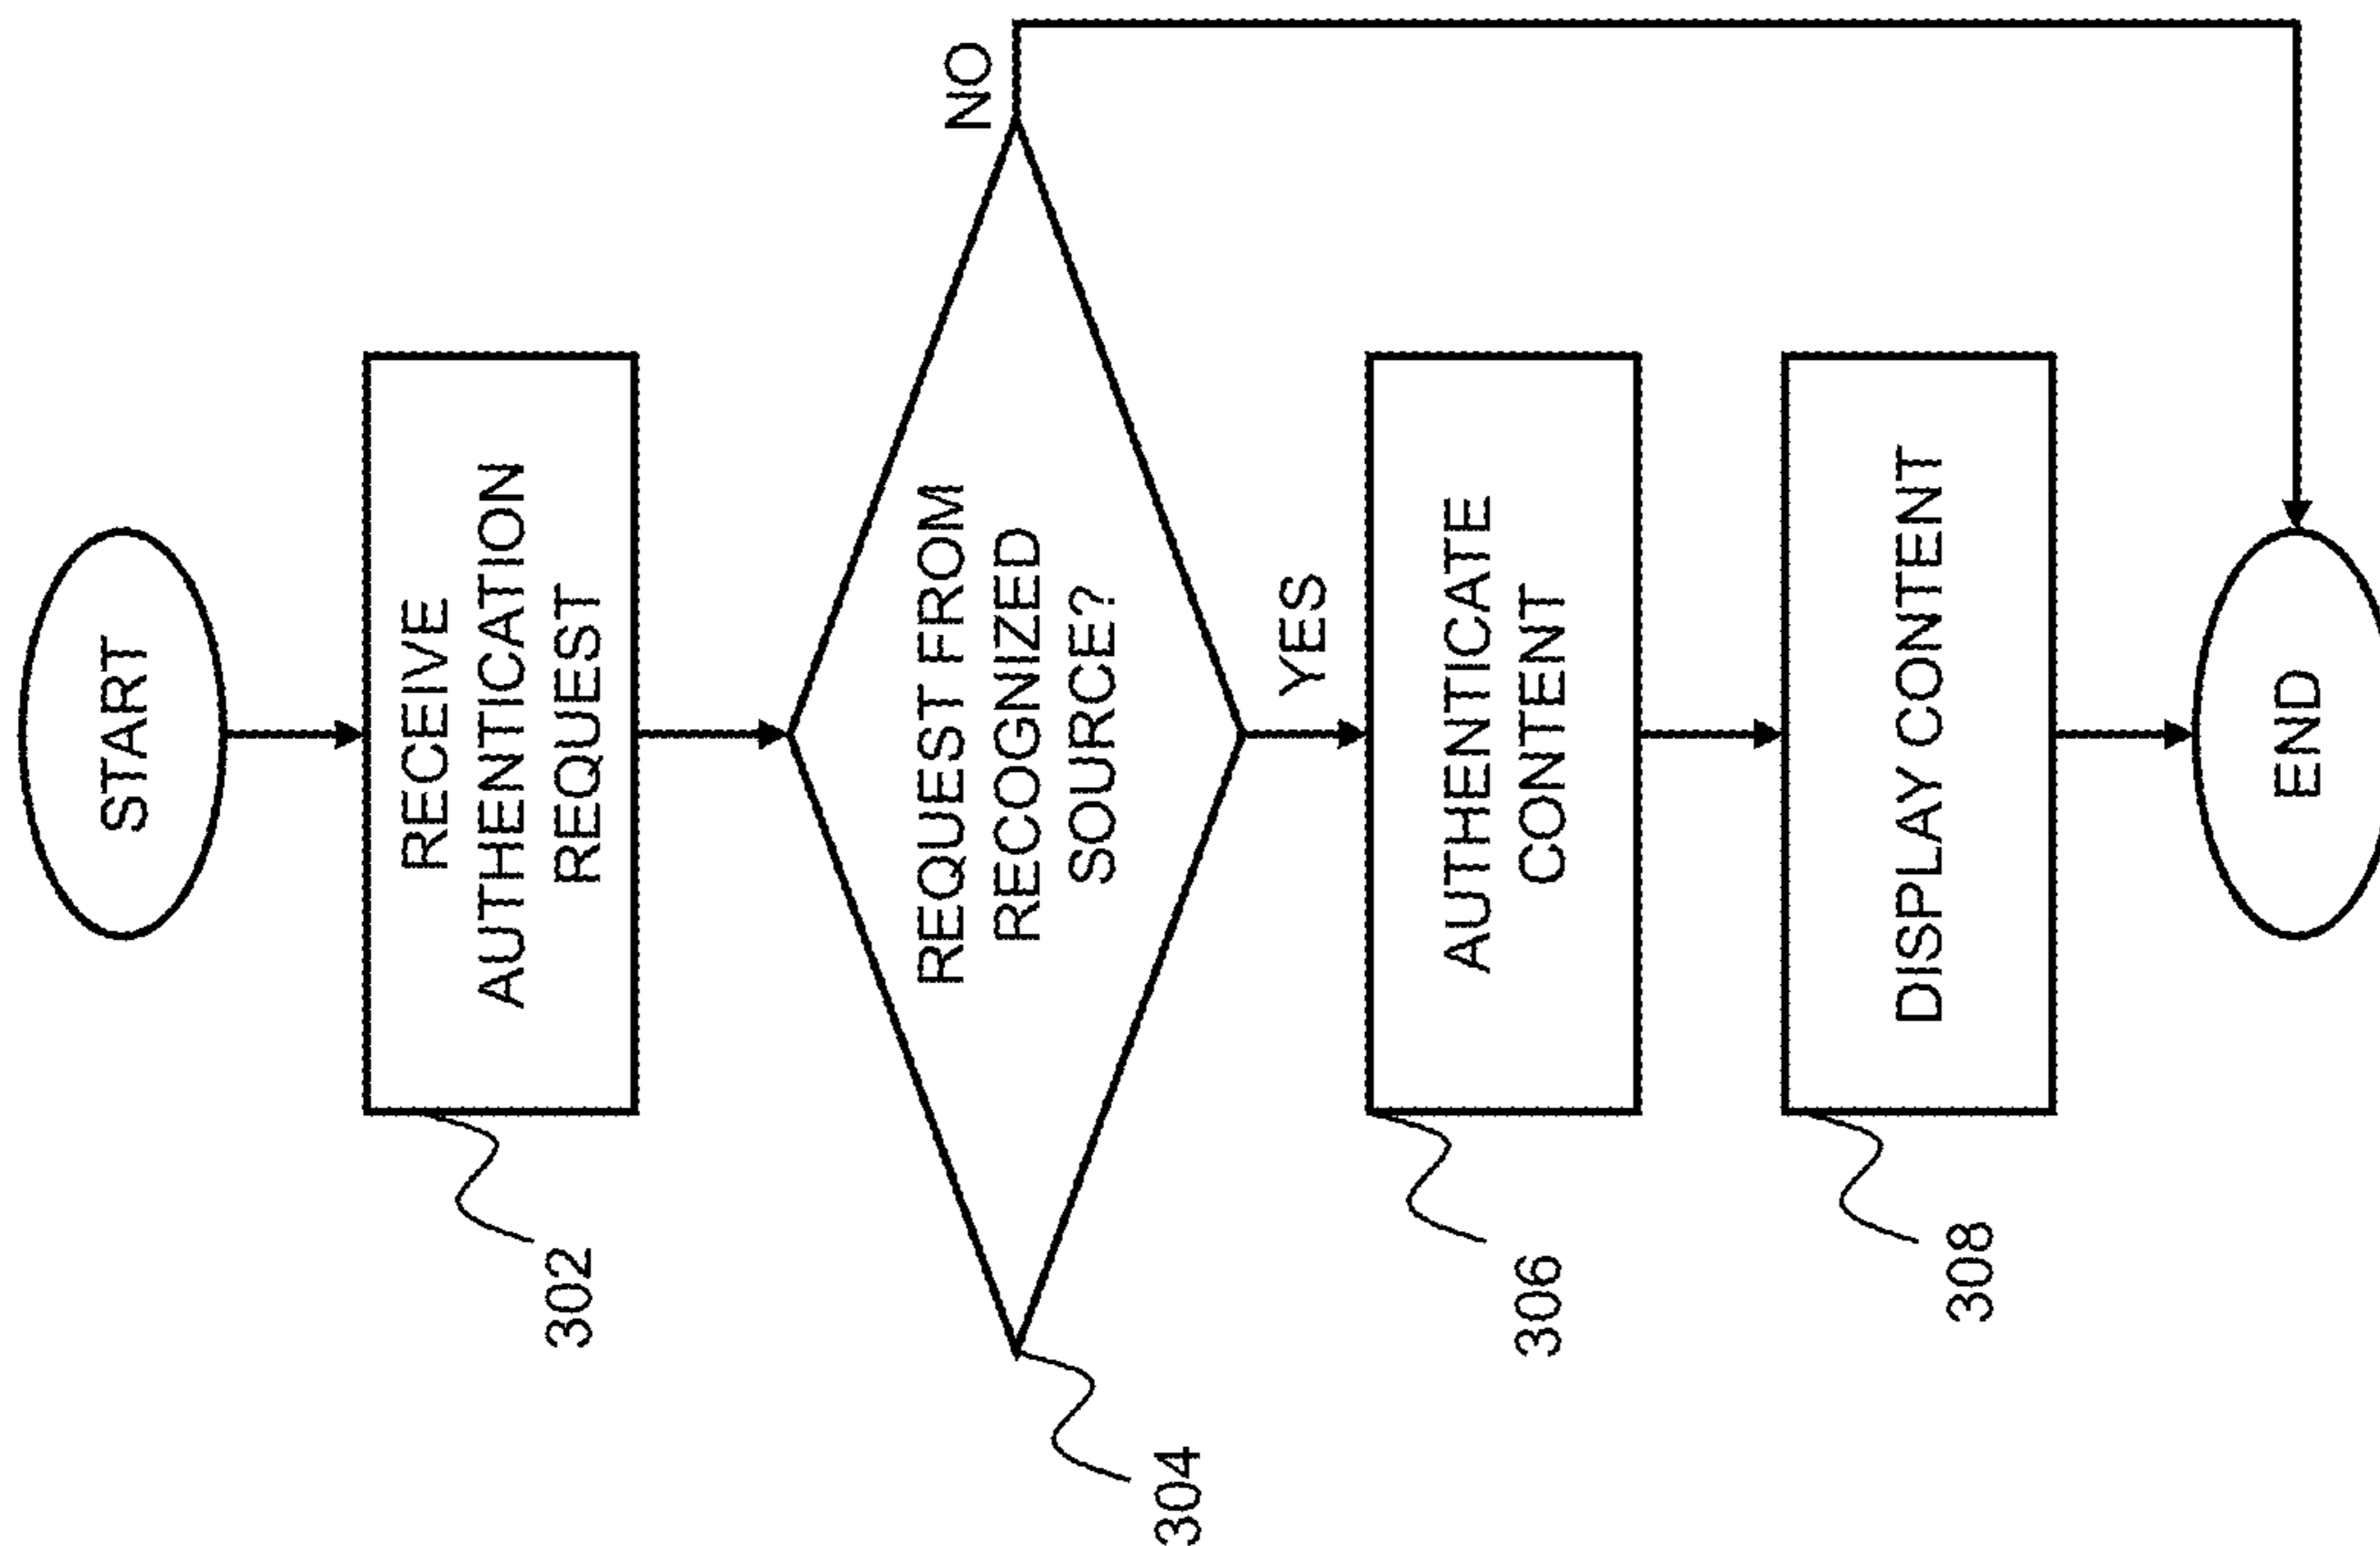 START
RECEIVE
AUTHENTICATION
REQUEST
302
REQUEST FROM
RECOGNIZED
SOURCE?
304
NO
YES
AUTHENTICATE
CONTENT
306
DISPLAY CONTENT
308
END